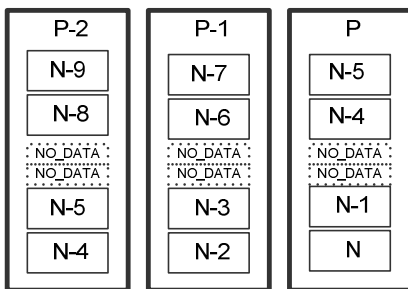 P-2
N-9
N-8
NO_DATA
NO_DATA
N-5
N-4
P-1
N-7
N-6
NO_DATA
NO_DATA
N-3
N-2
P
N-5
N-4
NO_DATA
NO_DATA
N-1
N